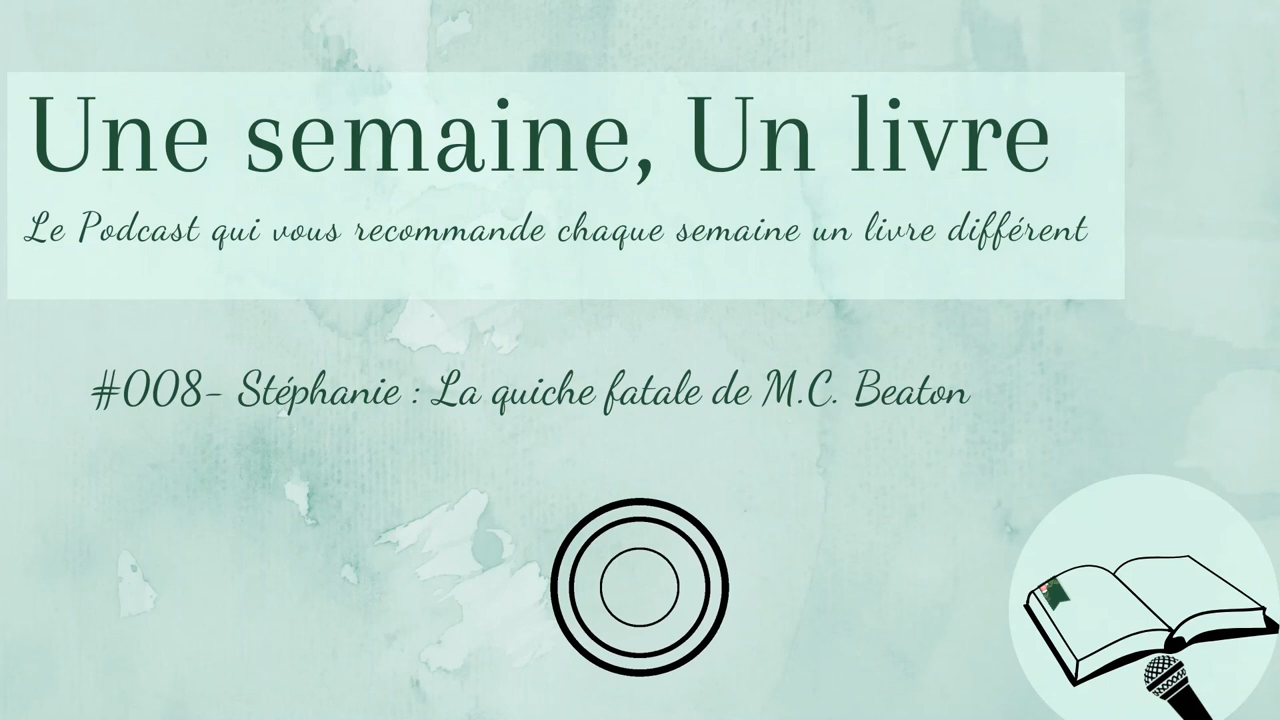 Une semaine, Un livre
Le Podcast qui vous recommande chaque semaine un livre différent
#008- Stéphanie : La quiche fatale de M.C. Beaton